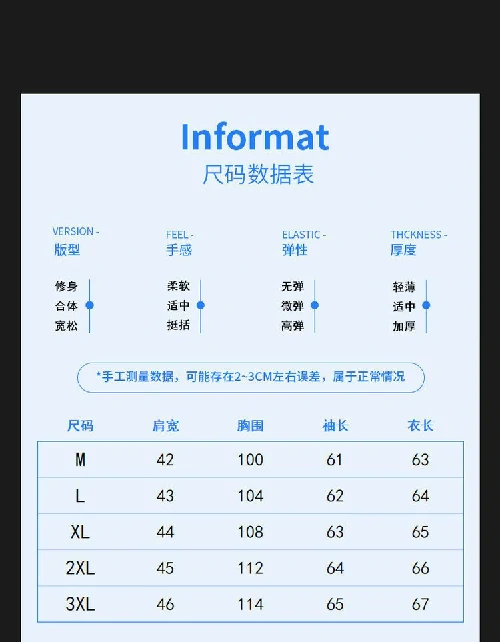 Informat
尺码数据表
VERSION - FEEL - ELASTIC - THCKNESS -
版型 手感 弹性 厚度
修身 柔软 无弹 轻薄
合体 适中 微弹 适中
宽松 挺括 高弹 加厚
*手工测量数据，可能存在2~3CM左右误差，属于正常情况
尺码 肩宽 胸围 袖长 衣长
M 42 100 61 63
L 43 104 62 64
XL 44 108 63 65
2XL 45 112 64 66
3XL 46 114 65 67